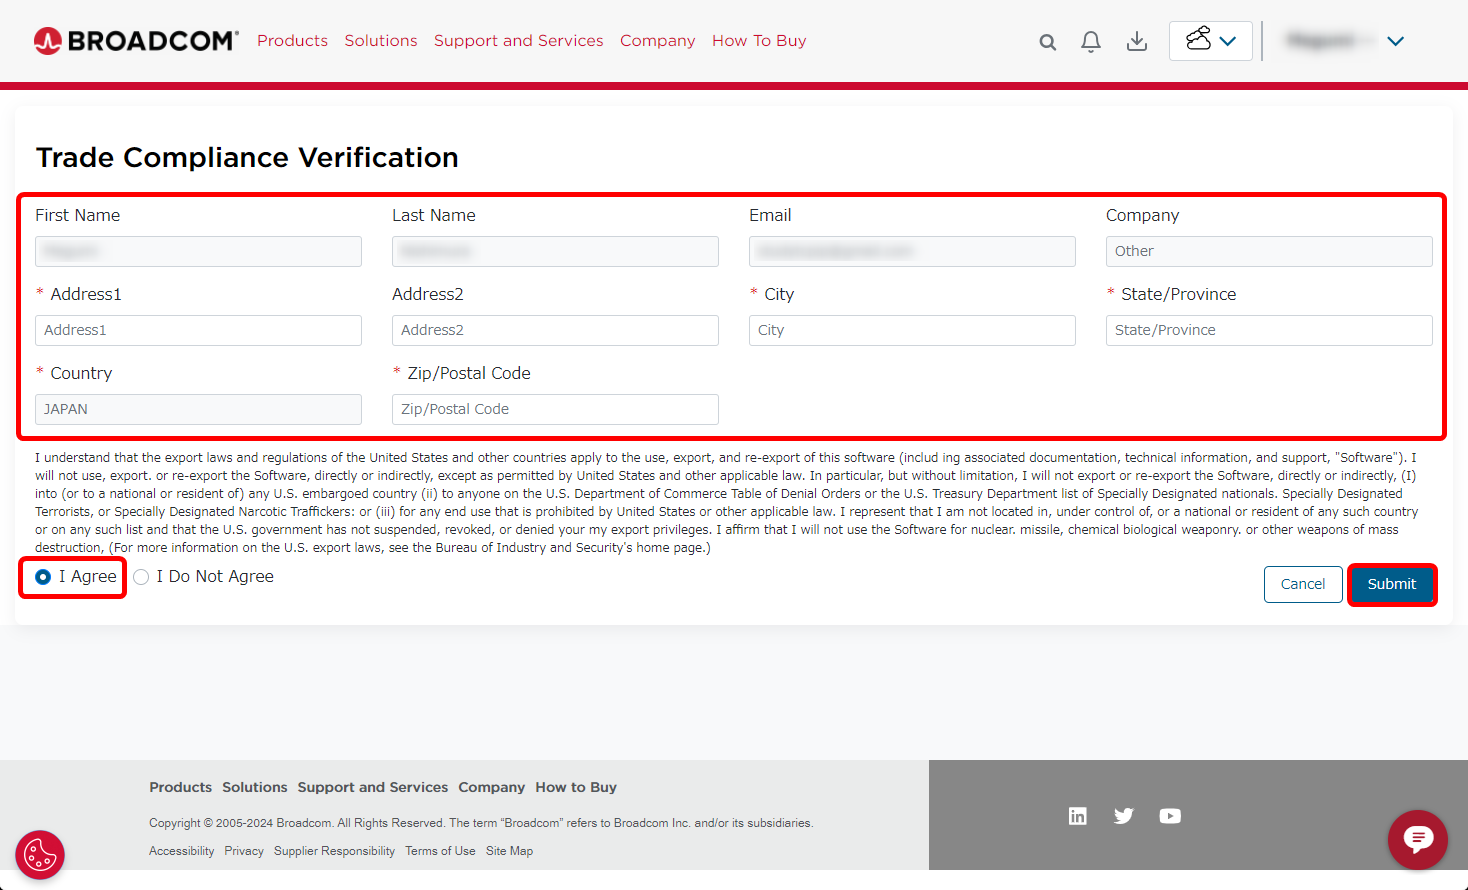 BROADCOM Products Solutions Support and Services Company How To Buy
Trade Compliance Verification
First Name Last Name Email Company
Other
* Address1 Address2 * City * State/Province
Address1 Address2 City State/Province
* Country * Zip/Postal Code
JAPAN Zip/Postal Code
I understand that the export laws and regulations of the United States and other countries apply to the use, export, and re-export of this software (includ ing associated documentation, technical information, and support, "Software"). I
will not use, export. or re-export the Software, directly or indirectly, except as permitted by United States and other applicable law. In particular, but without limitation, I will not export or re-export the Software, directly or indirectly, (I)
into (or to a national or resident of) any U.S. embargoed country (ii) to anyone on the U.S. Department of Commerce Table of Denial Orders or the U.S. Treasury Department list of Specially Designated nationals. Specially Designated
Terrorists, or Specially Designated Narcotic Traffickers: or (iii) for any end use that is prohibited by United States or other applicable law. I represent that I am not located in, under control of, or a national or resident of any such country
or on any such list and that the U.S. government has not suspended, revoked, or denied your my export privileges. I affirm that I will not use the Software for nuclear. missile, chemical biological weaponry. or other weapons of mass
destruction, (For more information on the U.S. export laws, see the Bureau of Industry and Security's home page.)
I Agree I Do Not Agree
Cancel Submit
Products Solutions Support and Services Company How to Buy
Copyright © 2005-2024 Broadcom. All Rights Reserved. The term “Broadcom” refers to Broadcom Inc. and/or its subsidiaries.
Accessibility Privacy Supplier Responsibility Terms of Use Site Map